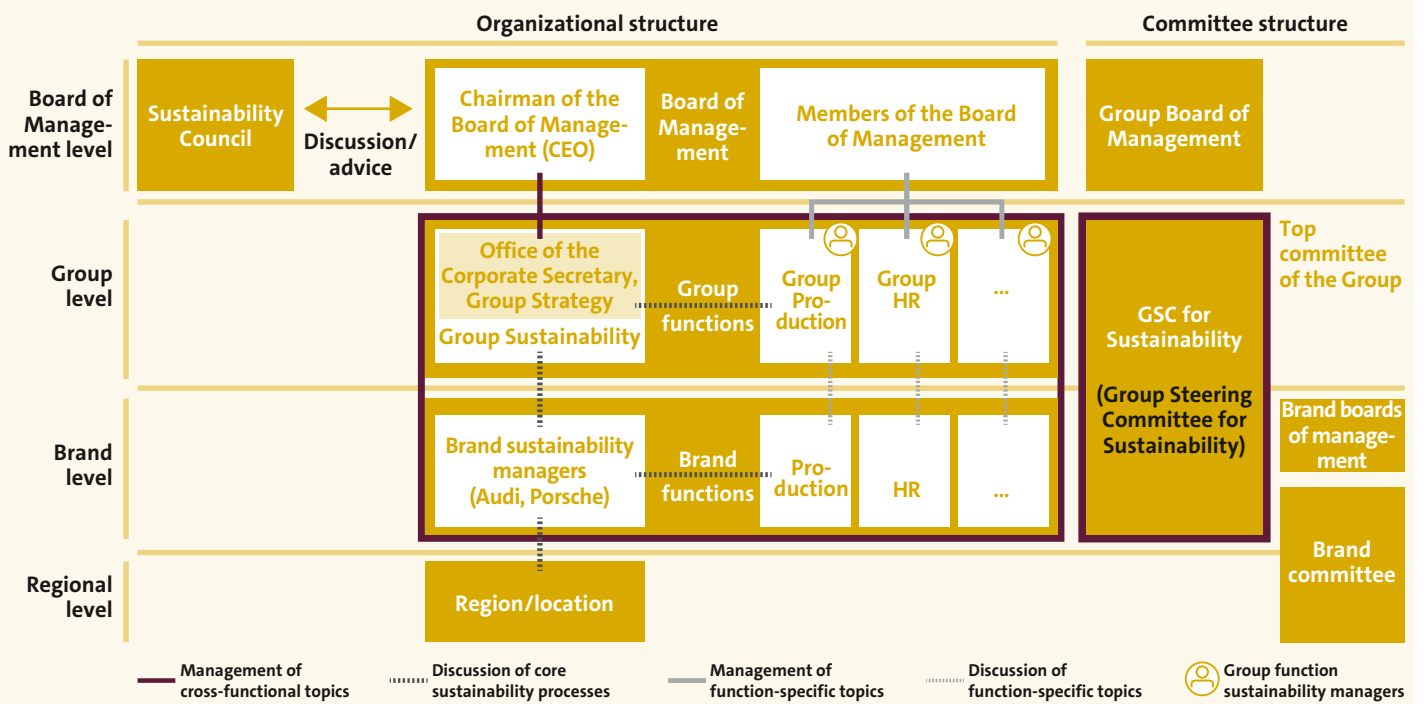 Organizational structure
Committee structure
Board of
Manage-
ment level
Sustainability
Council
Discussion/
advice
Chairman of the
Board of Manage-
ment (CEO)
Board of
Manage-
ment
Members of the Board
of Management
Group Board of
Management
Group
level
Office of the
Corporate Secretary,
Group Strategy
Group Sustainability
Group
functions
Group
Pro-
duction
Group
HR
...
GSC for
Sustainability
(Group Steering
Committee for
Sustainability)
Top
committee
of the Group
Brand
level
Brand sustainability
managers
(Audi, Porsche)
Brand
functions
Pro-
duction
HR
...
Brand boards
of manage-
ment
Brand
committee
Regional
level
Region/location
Management of
cross-functional topics
Discussion of core
sustainability processes
Management of
function-specific topics
Discussion of
function-specific topics
Group function
sustainability managers